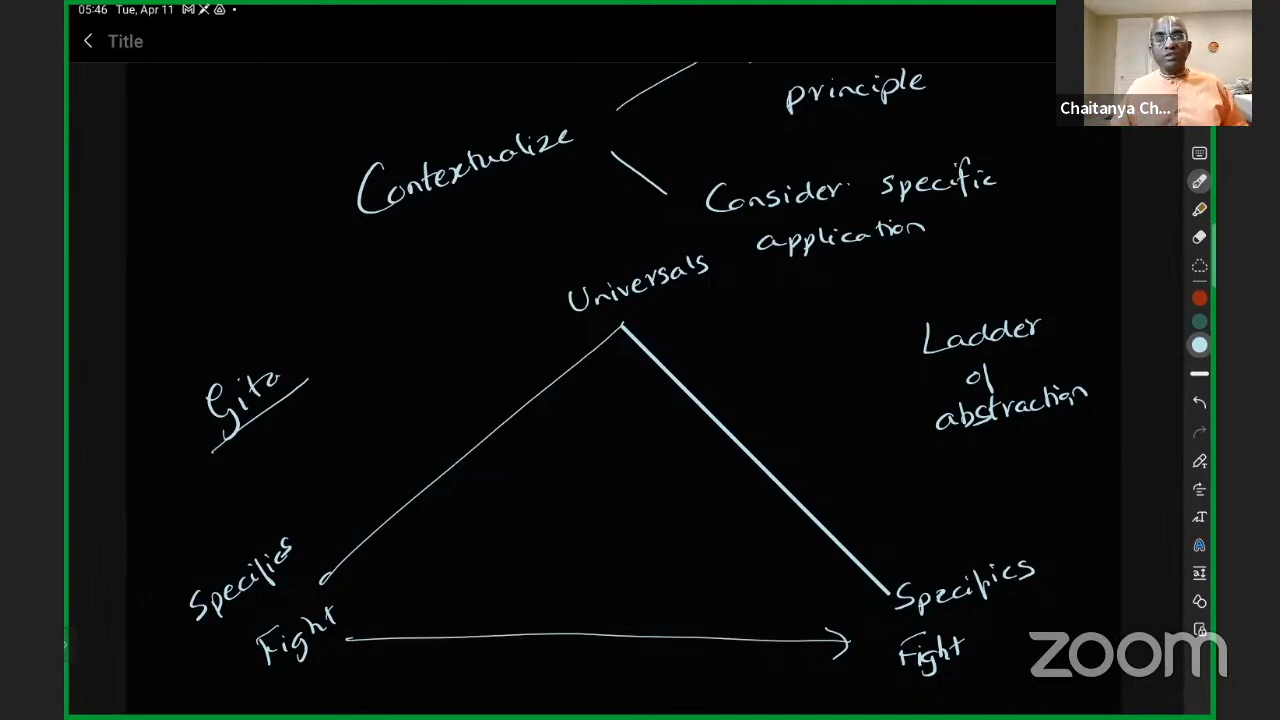 05:46 Tue, Apr 11
Title
Chaitanya Ch...
principle
Contextualize
Consider specific
application
Universals
Ladder
of
abstraction
Gita
Specifics
Fight
Specifics
Fight
zoom